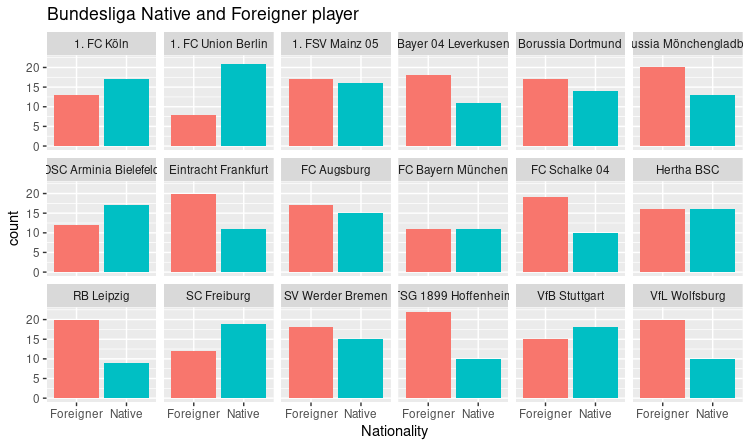 Bundesliga Native and Foreigner player
1. FC Köln 1. FC Union Berlin 1. FSV Mainz 05 Bayer 04 Leverkusen Borussia Dortmund ussia Mönchengladb
20
15
10
5
0
DSC Arminia Bielefeld Eintracht Frankfurt FC Augsburg FC Bayern München FC Schalke 04 Hertha BSC
20
15
10
5
0
count
RB Leipzig SC Freiburg SV Werder Bremen TSG 1899 Hoffenheim VfB Stuttgart VfL Wolfsburg
20
15
10
5
0
Foreigner Native Foreigner Native Foreigner Native Foreigner Native Foreigner Native Foreigner Native
Nationality